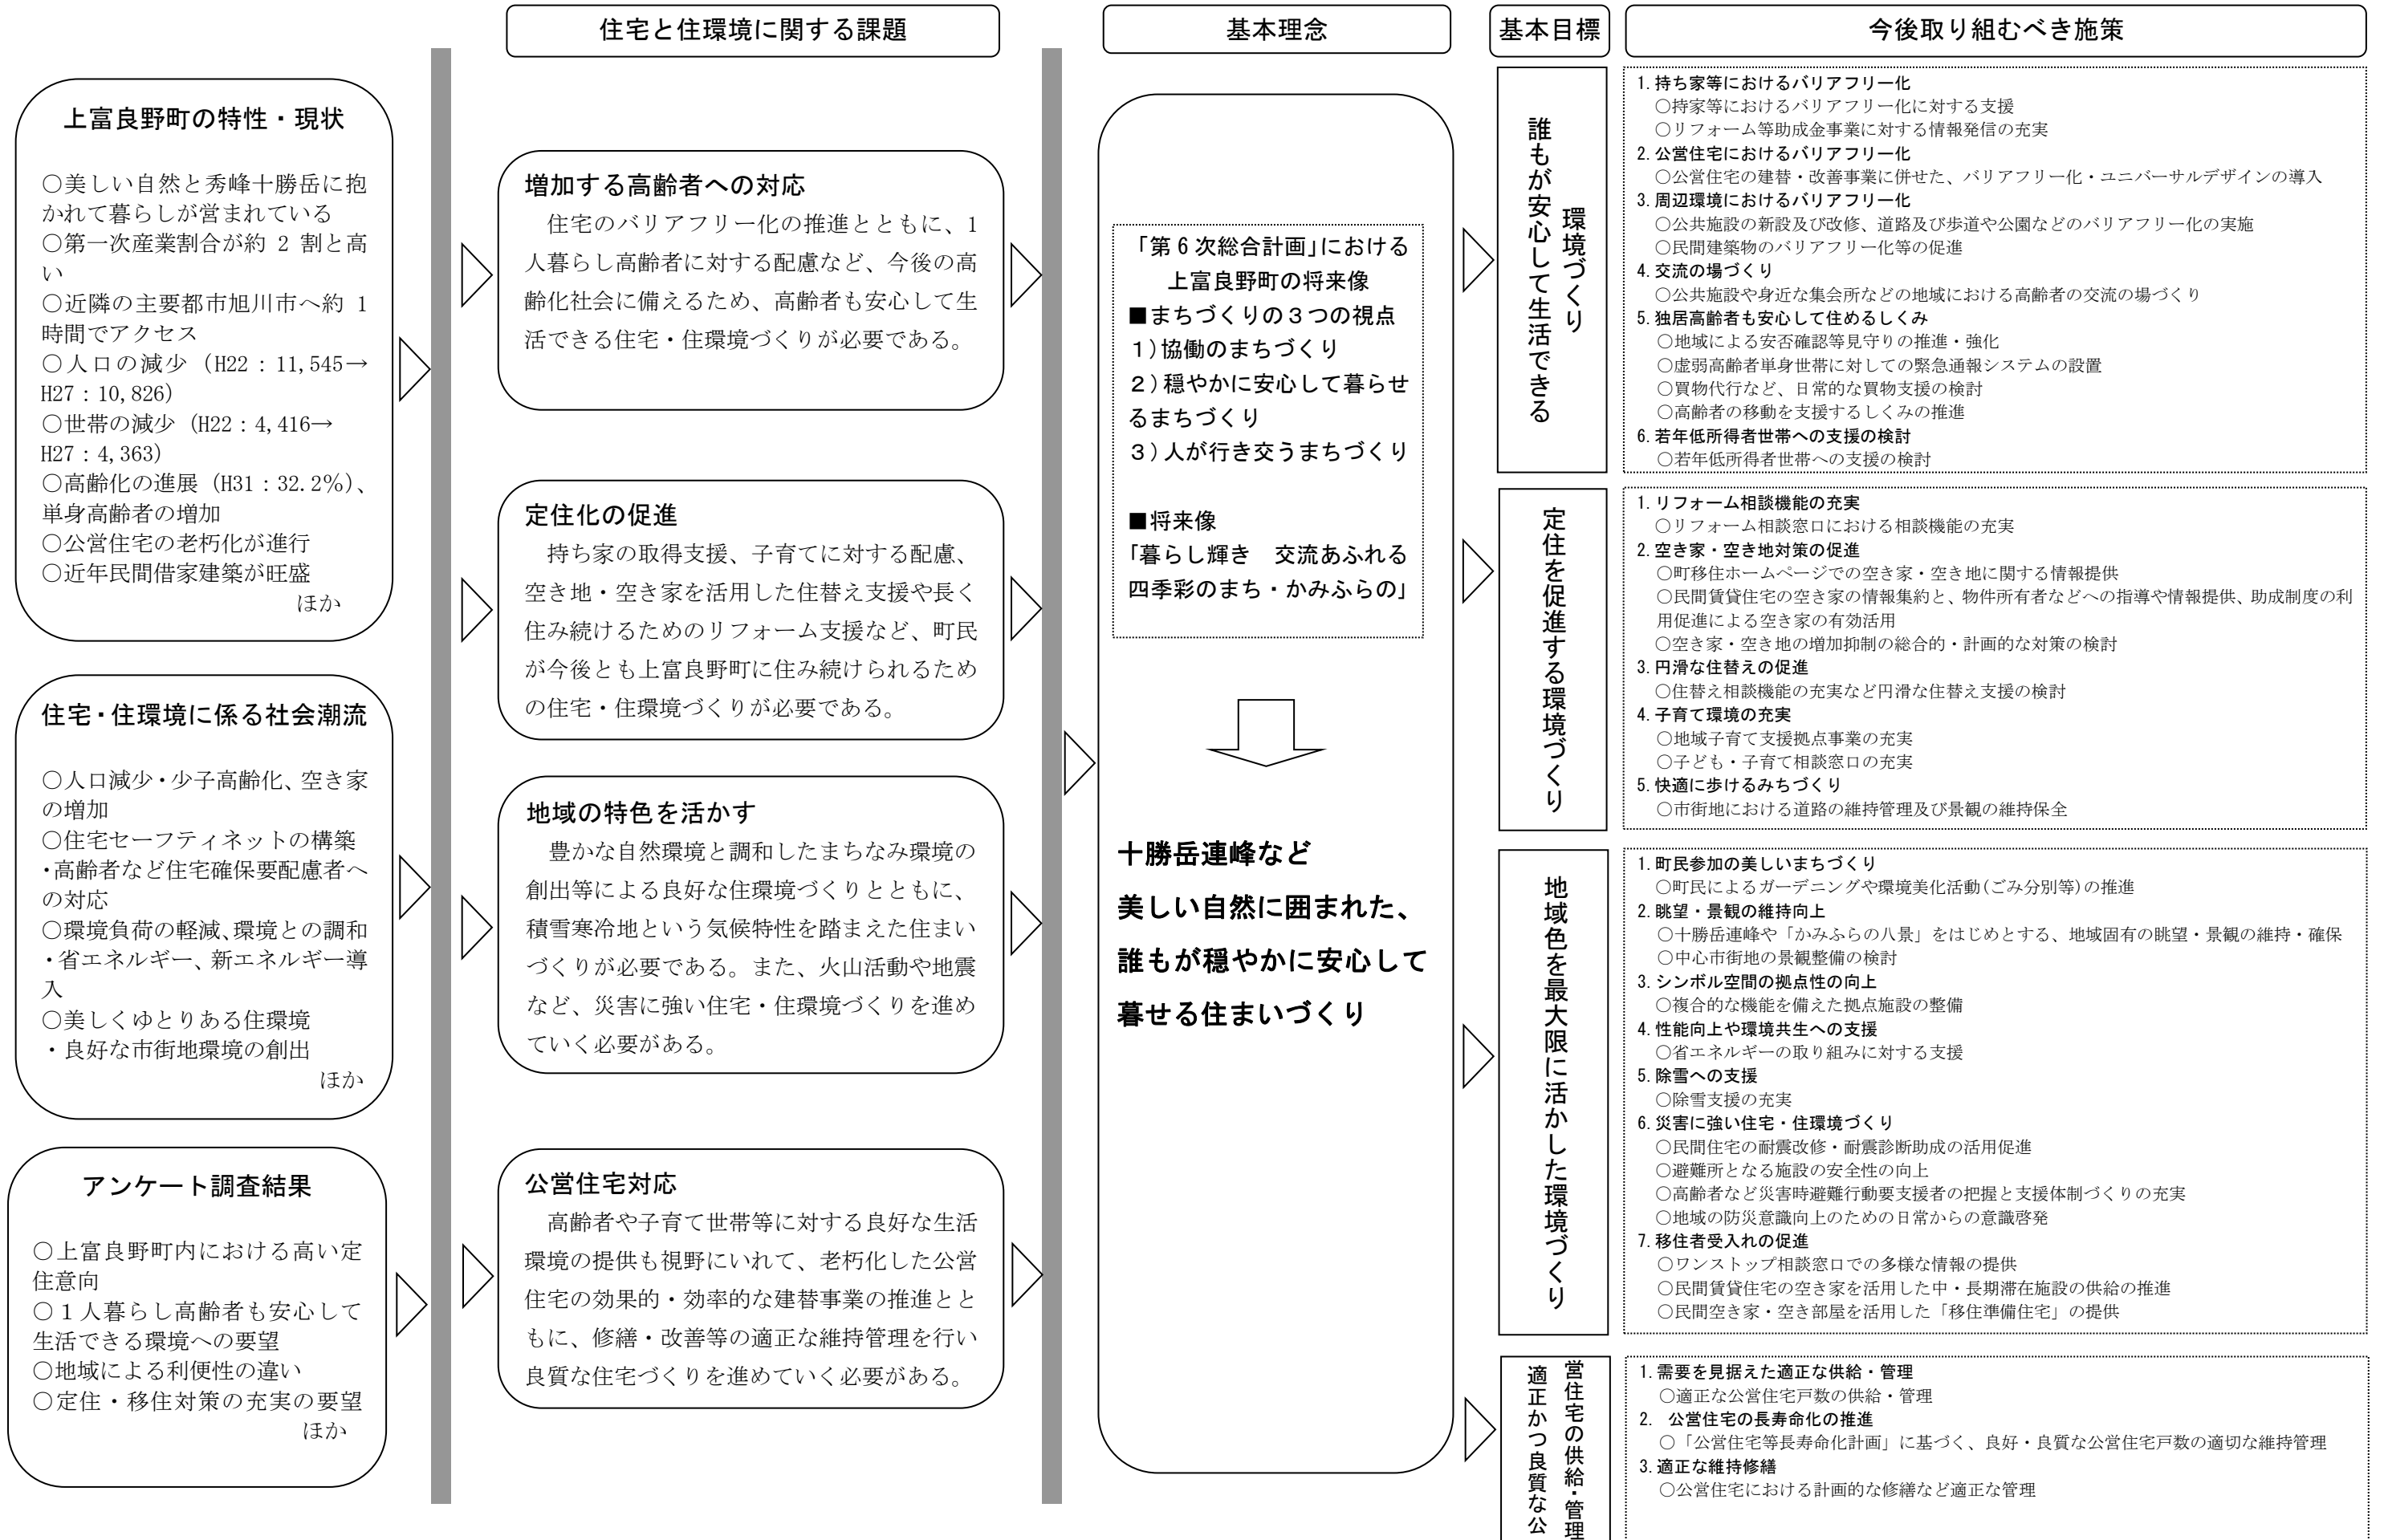 住宅と住環境に関する課題
基本理念
基本目標
今後取り組むべき施策
上富良野町の特性・現状
○美しい自然と秀峰十勝岳に抱
かれて暮らしが営まれている
○第一次産業割合が約 2 割と高
い
○近隣の主要都市旭川市へ約 1
時間でアクセス
○人口の減少（H22：11,545→
H27：10,826）
○世帯の減少（H22：4,416→
H27：4,363）
○高齢化の進展（H31：32.2%）、
単身高齢者の増加
○公営住宅の老朽化が進行
○近年民間借家建築が旺盛
ほか
住宅・住環境に係る社会潮流
○人口減少・少子高齢化、空き家
の増加
○住宅セーフティネットの構築
・高齢者など住宅確保要配慮者へ
の対応
○環境負荷の軽減、環境との調和
・省エネルギー、新エネルギー導
入
○美しくゆとりある住環境
・良好な市街地環境の創出
ほか
アンケート調査結果
○上富良野町内における高い定
住意向
○１人暮らし高齢者も安心して
生活できる環境への要望
○地域による利便性の違い
○定住・移住対策の充実の要望
ほか
増加する高齢者への対応
住宅のバリアフリー化の推進とともに、1
人暮らし高齢者に対する配慮など、今後の高
齢化社会に備えるため、高齢者も安心して生
活できる住宅・住環境づくりが必要である。
定住化の促進
持ち家の取得支援、子育てに対する配慮、
空き地・空き家を活用した住替え支援や長く
住み続けるためのリフォーム支援など、町民
が今後とも上富良野町に住み続けられるため
の住宅・住環境づくりが必要である。
地域の特色を活かす
豊かな自然環境と調和したまちなみ環境の
創出等による良好な住環境づくりとともに、
積雪寒冷地という気候特性を踏まえた住まい
づくりが必要である。また、火山活動や地震
など、災害に強い住宅・住環境づくりを進め
ていく必要がある。
公営住宅対応
高齢者や子育て世帯等に対する良好な生活
環境の提供も視野にいれて、老朽化した公営
住宅の効果的・効率的な建替事業の推進とと
もに、修繕・改善等の適正な維持管理を行い
良質な住宅づくりを進めていく必要がある。
「第６次総合計画」における
上富良野町の将来像
■まちづくりの３つの視点
１）協働のまちづくり
２）穏やかに安心して暮らせ
るまちづくり
３）人が行き交うまちづくり
■将来像
「暮らし輝き　交流あふれる
四季彩のまち・かみふらの」
十勝岳連峰など
美しい自然に囲まれた、
誰もが穏やかに安心して
暮せる住まいづくり
誰もが安心して生活できる
環境づくり
1.持ち家等におけるバリアフリー化
○持家等におけるバリアフリー化に対する支援
○リフォーム等助成金事業に対する情報発信の充実
2.公営住宅におけるバリアフリー化
○公営住宅の建替・改善事業に併せた、バリアフリー化・ユニバーサルデザインの導入
3.周辺環境におけるバリアフリー化
○公共施設の新設及び改修、道路及び歩道や公園などのバリアフリー化の実施
○民間建築物のバリアフリー化等の促進
4.交流の場づくり
○公共施設や身近な集会所などの地域における高齢者の交流の場づくり
5.独居高齢者も安心して住めるしくみ
○地域による安否確認等見守りの推進・強化
○虚弱高齢者単身世帯に対しての緊急通報システムの設置
○買物代行など、日常的な買物支援の検討
○高齢者の移動を支援するしくみの推進
6.若年低所得者世帯への支援の検討
○若年低所得者世帯への支援の検討
定住を促進する環境づくり
1.リフォーム相談機能の充実
○リフォーム相談窓口における相談機能の充実
2.空き家・空き地対策の促進
○町移住ホームページでの空き家・空き地に関する情報提供
○民間賃貸住宅の空き家の情報集約と、物件所有者などへの指導や情報提供、助成制度の利
用促進による空き家の有効活用
○空き家・空き地の増加抑制の総合的・計画的な対策の検討
3.円滑な住替えの促進
○住替え相談機能の充実など円滑な住替え支援の検討
4.子育て環境の充実
○地域子育て支援拠点事業の充実
○子ども・子育て相談窓口の充実
5.快適に歩けるみちづくり
○市街地における道路の維持管理及び景観の維持保全
地域色を最大限に活かした環境づくり
1.町民参加の美しいまちづくり
○町民によるガーデニングや環境美化活動(ごみ分別等)の推進
2.眺望・景観の維持向上
○十勝岳連峰や「かみふらの八景」をはじめとする、地域固有の眺望・景観の維持・確保
○中心市街地の景観整備の検討
3.シンボル空間の拠点性の向上
○複合的な機能を備えた拠点施設の整備
4.性能向上や環境共生への支援
○省エネルギーの取り組みに対する支援
5.除雪への支援
○除雪支援の充実
6.災害に強い住宅・住環境づくり
○民間住宅の耐震改修・耐震診断助成の活用促進
○避難所となる施設の安全性の向上
○高齢者など災害時避難行動要支援者の把握と支援体制づくりの充実
○地域の防災意識向上のための日常からの意識啓発
7.移住者受入れの促進
○ワンストップ相談窓口での多様な情報の提供
○民間賃貸住宅の空き家を活用した中・長期滞在施設の供給の推進
○民間空き家・空き部屋を活用した「移住準備住宅」の提供
適正かつ良質な公
営住宅の供給・管理
1.需要を見据えた適正な供給・管理
○適正な公営住宅戸数の供給・管理
2.　公営住宅の長寿命化の推進
○「公営住宅等長寿命化計画」に基づく、良好・良質な公営住宅戸数の適切な維持管理
3.適正な維持修繕
○公営住宅における計画的な修繕など適正な管理